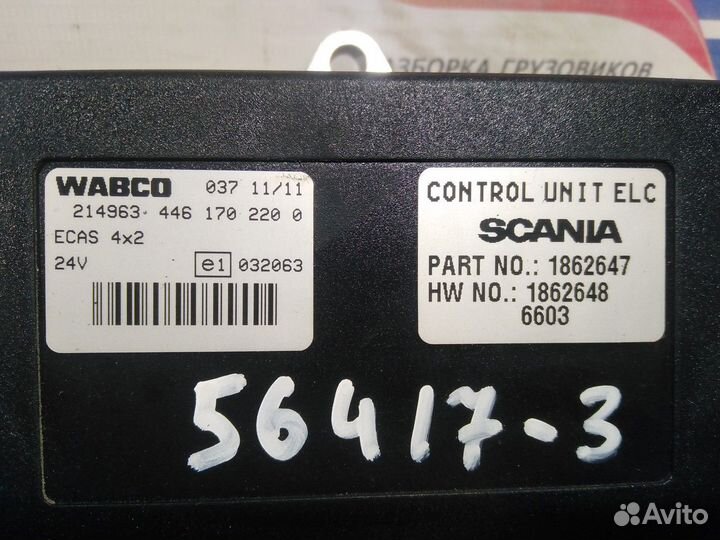 АЗБОРКА ГРУЗОВИКОВ
WABCO 037 11/11
214963 446 170 220 0
ECAS 4x2
24V e1 032063
CONTROL UNIT ELC
SCANIA
PART NO.: 1862647
HW NO.: 1862648
6603
56417-3
Avito